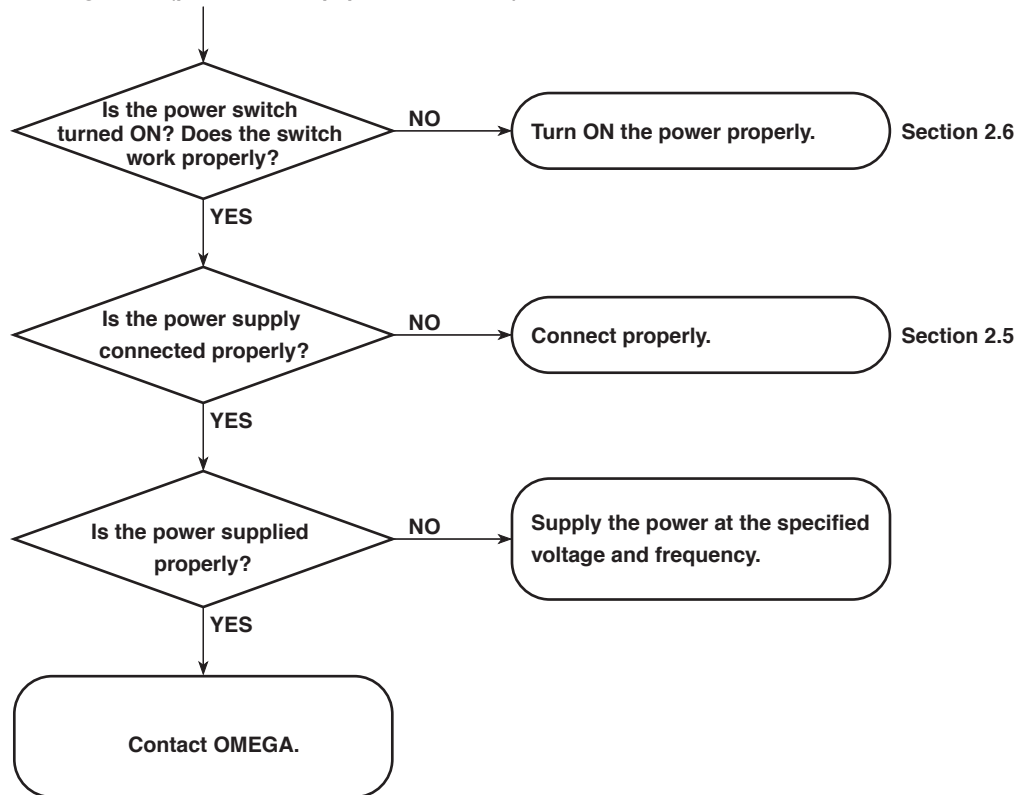 Is the power switch
turned ON? Does the switch
work properly?
NO
Turn ON the power properly.
Section 2.6
YES
Is the power supply
connected properly?
NO
Connect properly.
Section 2.5
YES
Is the power supplied
properly?
NO
Supply the power at the specified
voltage and frequency.
YES
Contact OMEGA.